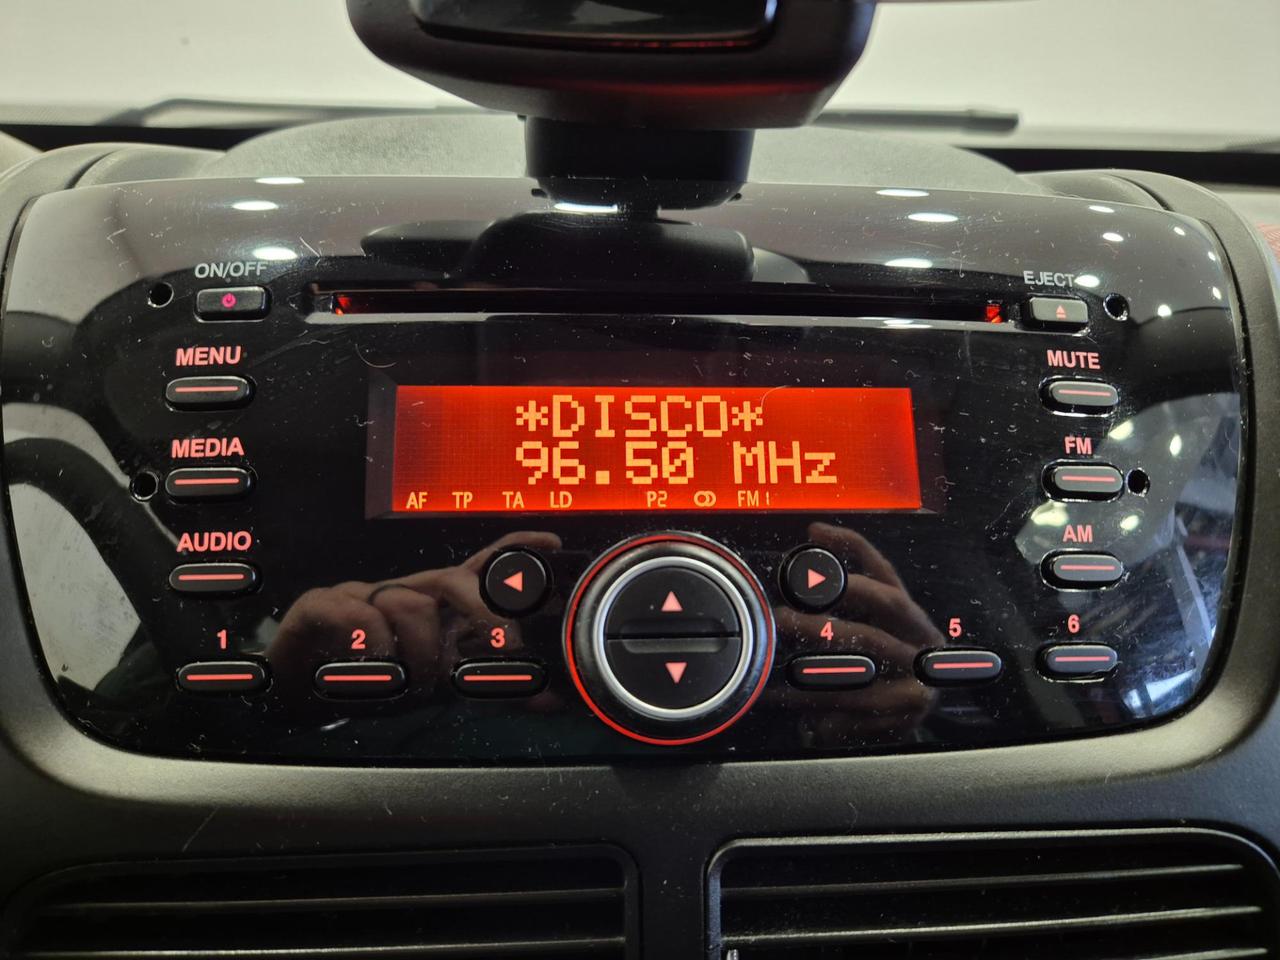 ON/OFF
EJECT
MENU
MUTE
*DISCO*
MEDIA
FM
96.50 MHz
AF TP TA LD P2 FM1
AUDIO
AM
1 2 3 4 5 6